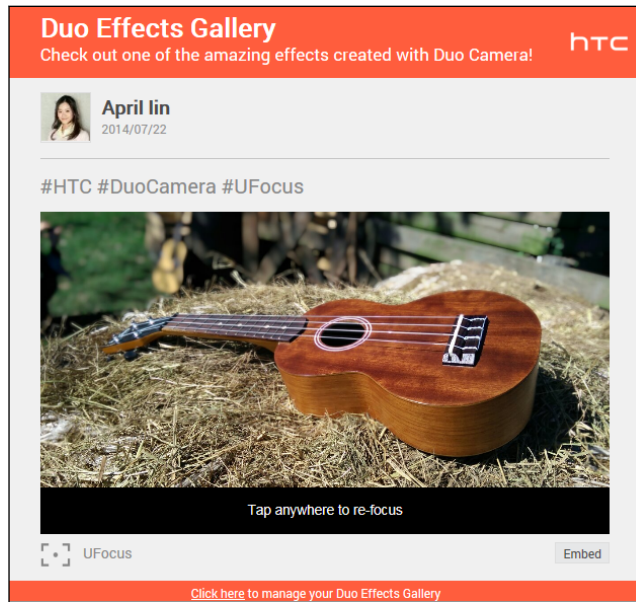 Duo Effects Gallery
Check out one of the amazing effects created with Duo Camera!
hTC
April lin
2014/07/22
#HTC #DuoCamera #UFocus
Tap anywhere to re-focus
UFocus
Embed
Click here to manage your Duo Effects Gallery